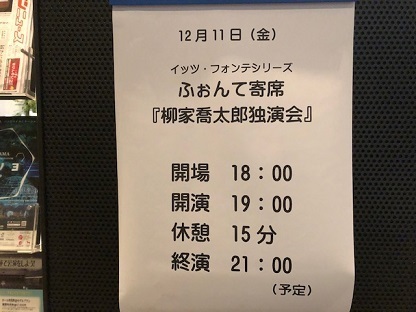 12月11日（金）
イッツ・フォンテシリーズ
ふぉんて寄席
『柳家喬太郎独演会』
開場 18：00
開演 19：00
休憩 15分
終演 21：00
（予定）